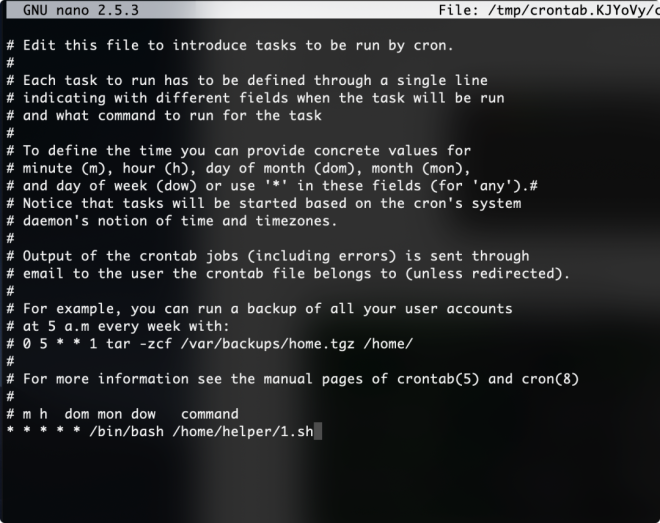 GNU nano 2.5.3 File: /tmp/crontab.KJYoVy/c
# Edit this file to introduce tasks to be run by cron.
#
# Each task to run has to be defined through a single line
# indicating with different fields when the task will be run
# and what command to run for the task
#
# To define the time you can provide concrete values for
# minute (m), hour (h), day of month (dom), month (mon),
# and day of week (dow) or use '*' in these fields (for 'any').#
# Notice that tasks will be started based on the cron's system
# daemon's notion of time and timezones.
#
# Output of the crontab jobs (including errors) is sent through
# email to the user the crontab file belongs to (unless redirected).
#
# For example, you can run a backup of all your user accounts
# at 5 a.m every week with:
# 0 5 * * 1 tar -zcf /var/backups/home.tgz /home/
#
# For more information see the manual pages of crontab(5) and cron(8)
#
# m h  dom mon dow   command
* * * * * /bin/bash /home/helper/1.sh